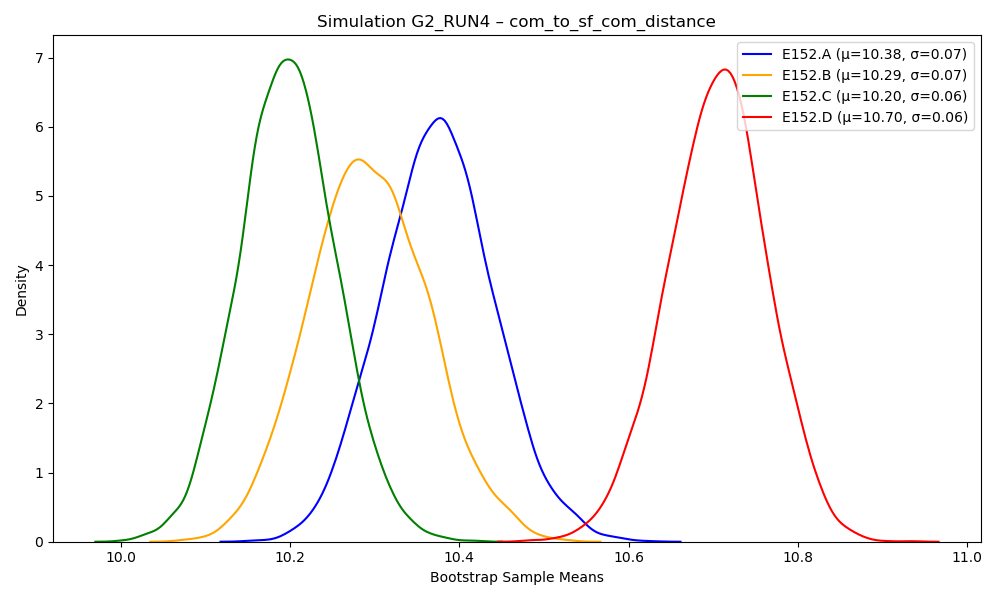 Simulation G2_RUN4 – com_to_sf_com_distance
E152.A (μ=10.38, σ=0.07)
E152.B (μ=10.29, σ=0.07)
E152.C (μ=10.20, σ=0.06)
E152.D (μ=10.70, σ=0.06)
Density
7
6
5
4
3
2
1
0
10.0 10.2 10.4 10.6 10.8 11.0
Bootstrap Sample Means